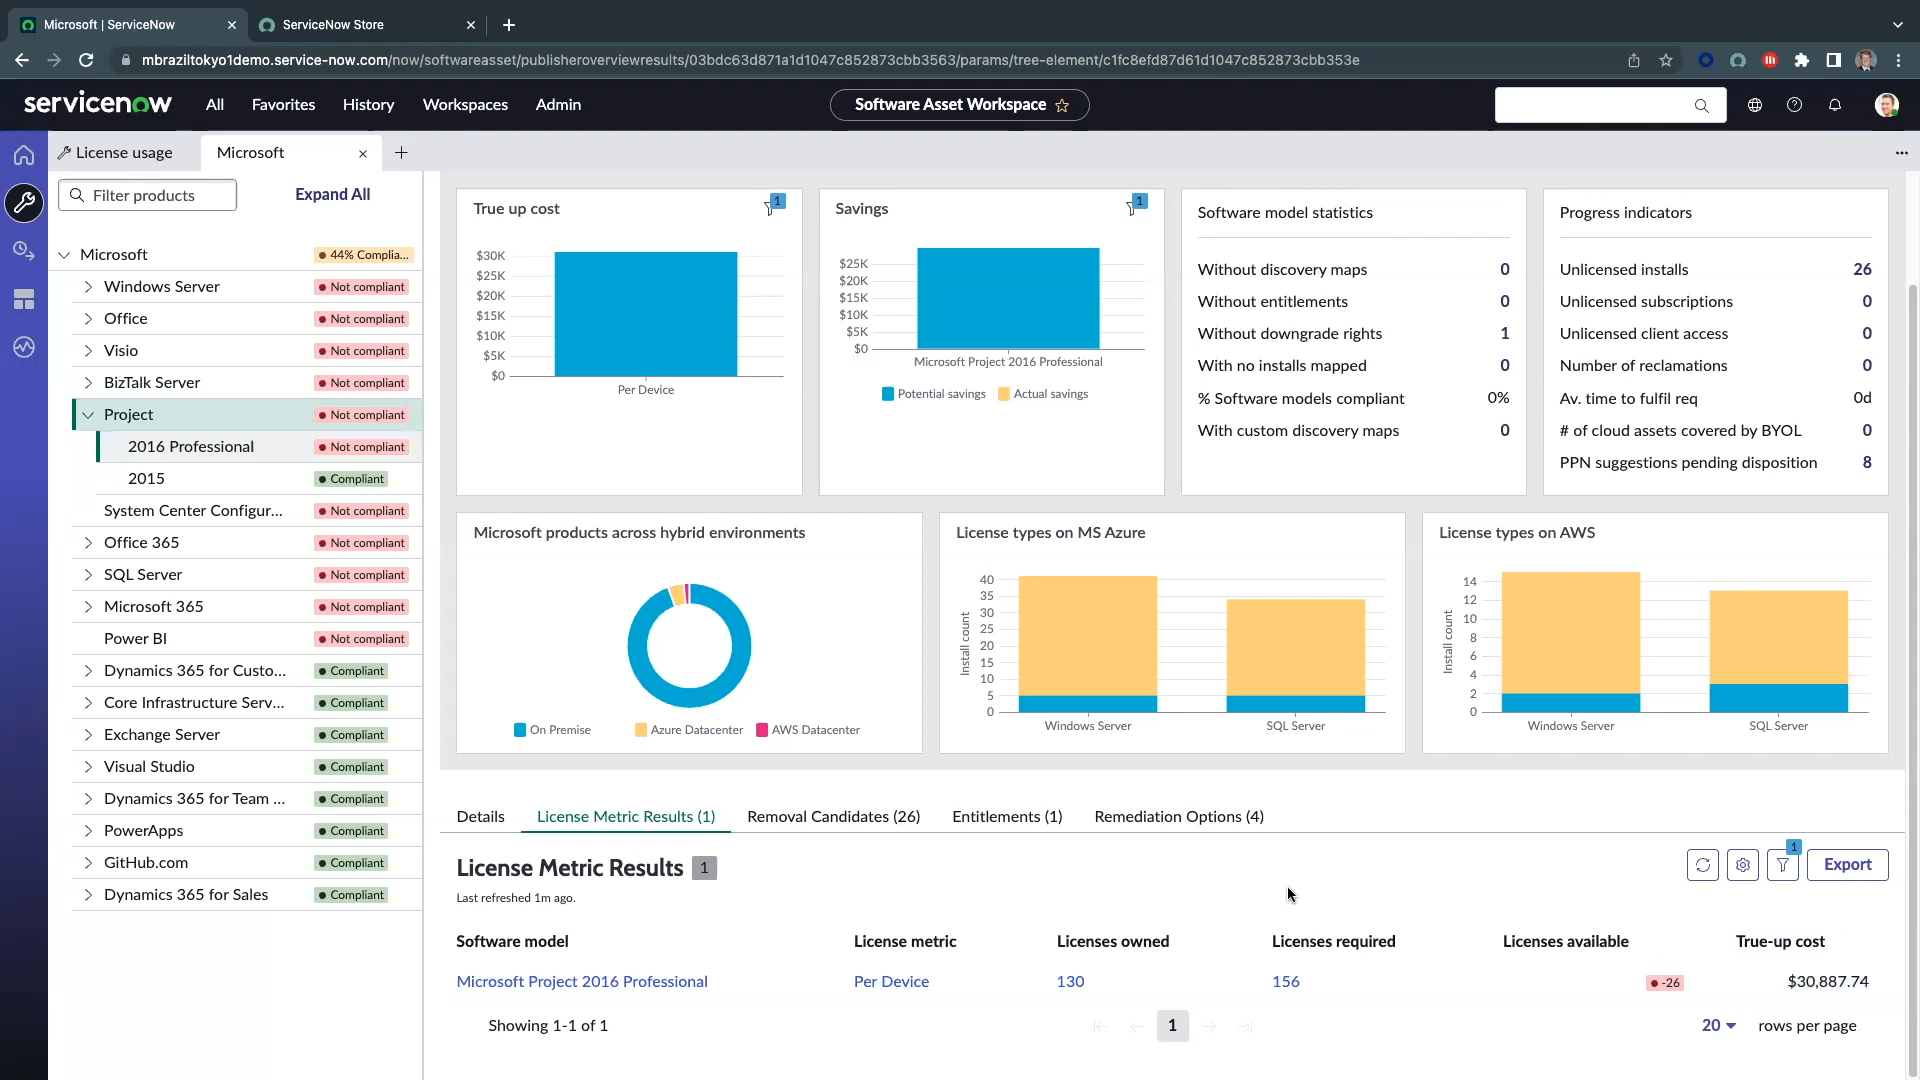 Microsoft | ServiceNow
ServiceNow Store
mbraziltokyo1demo.service-now.com/now/softwareasset/publisheroverviewresults/03bdc63d871a1d1047c852873cbb3563/params/tree-element/c1fc8efd87d61d1047c852873cbb353e
servicenow All Favorites History Workspaces Admin
Software Asset Workspace
License usage
Microsoft
Filter products
Expand All
Microsoft 44% Complia...
Windows Server Not compliant
Office Not compliant
Visio Not compliant
BizTalk Server Not compliant
Project Not compliant
2016 Professional Not compliant
2015 Compliant
System Center Configur... Not compliant
Office 365 Not compliant
SQL Server Not compliant
Microsoft 365 Not compliant
Power BI Not compliant
Dynamics 365 for Custo... Compliant
Core Infrastructure Serv... Compliant
Exchange Server Compliant
Visual Studio Compliant
Dynamics 365 for Team ... Compliant
PowerApps Compliant
GitHub.com Compliant
Dynamics 365 for Sales Compliant
True up cost
1
$30K
$25K
$20K
$15K
$10K
$5K
$0
Per Device
Savings
1
$25K
$20K
$15K
$10K
$5K
$0
Microsoft Project 2016 Professional
Potential savings Actual savings
Software model statistics
Without discovery maps 0
Without entitlements 0
Without downgrade rights 1
With no installs mapped 0
% Software models compliant 0%
With custom discovery maps 0
Progress indicators
Unlicensed installs 26
Unlicensed subscriptions 0
Unlicensed client access 0
Number of reclamations 0
Av. time to fulfil req 0d
# of cloud assets covered by BYOL 0
PPN suggestions pending disposition 8
Microsoft products across hybrid environments
On Premise Azure Datacenter AWS Datacenter
License types on MS Azure
Install count
40
35
30
25
20
15
10
5
0
Windows Server SQL Server
License types on AWS
Install count
14
12
10
8
6
4
2
0
Windows Server SQL Server
Details License Metric Results (1) Removal Candidates (26) Entitlements (1) Remediation Options (4)
License Metric Results 1
Last refreshed 1m ago.
1
Export
Software model License metric Licenses owned Licenses required Licenses available True-up cost
Microsoft Project 2016 Professional Per Device 130 156 -26 $30,887.74
Showing 1-1 of 1
1
20 rows per page